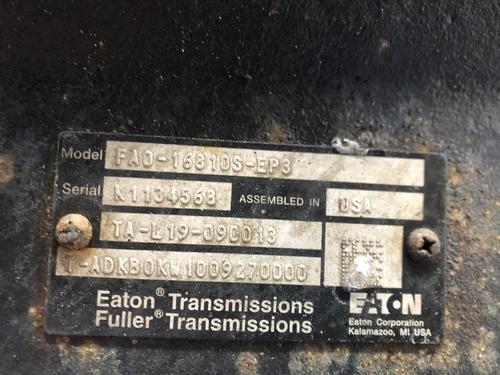 Model FAO-16810S-EP3
Serial K1134568 ASSEMBLED IN USA
TA-L19-090013
T-ADKB0KW1009270000
Eaton® Transmissions
Fuller® Transmissions
EATON
Eaton Corporation
Kalamazoo, MI USA